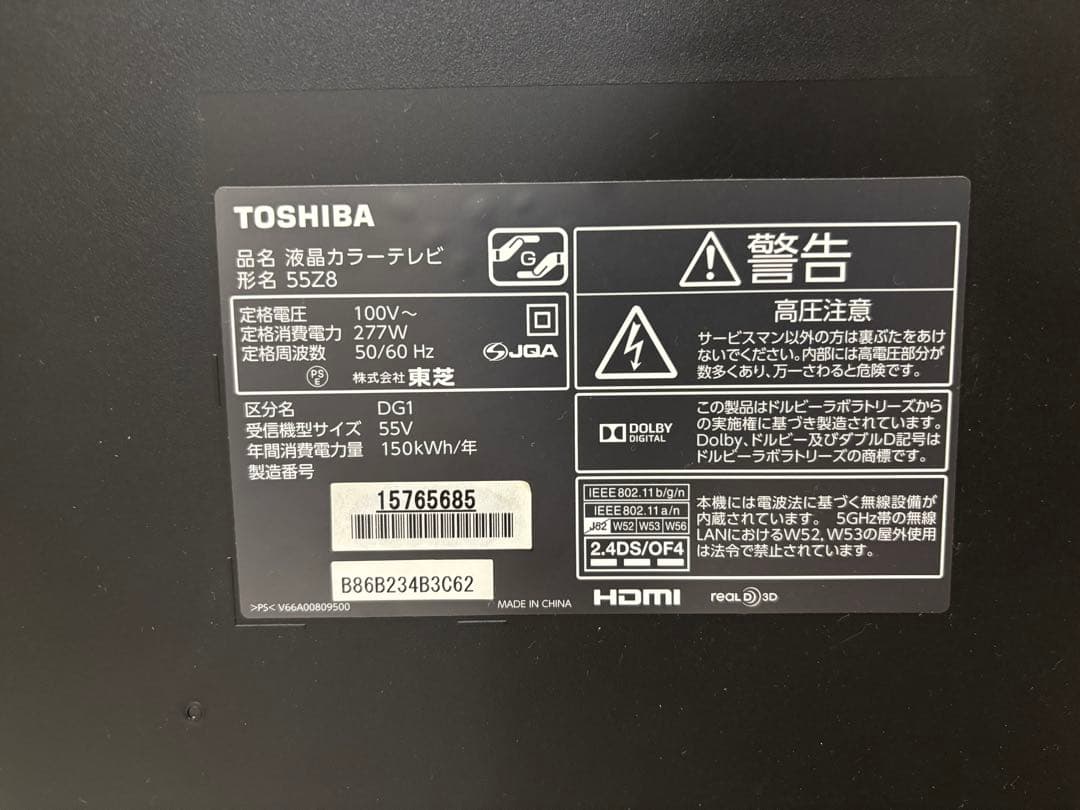 TOSHIBA
品名 液晶カラーテレビ
形名 55Z8
G
定格電圧 100V～
定格消費電力 277W
定格周波数 50/60 Hz
JQA
PS
E
株式会社 東芝
区分名 DG1
受信機型サイズ 55V
年間消費電力量 150kWh/年
製造番号
15765685
B86B234B3C62
>PS< V66A00809500
MADE IN CHINA
警告
高圧注意
サービスマン以外の方は裏ぶたをあけ
ないでください。内部には高電圧部分が
数多くあり、万一さわると危険です。
DOLBY
DIGITAL
この製品はドルビーラボラトリーズから
の実施権に基づき製造されています。
Dolby、ドルビー及びダブルD記号は
ドルビーラボラトリーズの商標です。
IEEE802.11b/g/n
IEEE802.11a/n
J52 W52 W53 W56
2.4DS/OF4
本機には電波法に基づく無線設備が
内蔵されています。 5GHz帯の無線
LANにおけるW52、W53の屋外使用
は法令で禁止されています。
HDMI
REAL D 3D